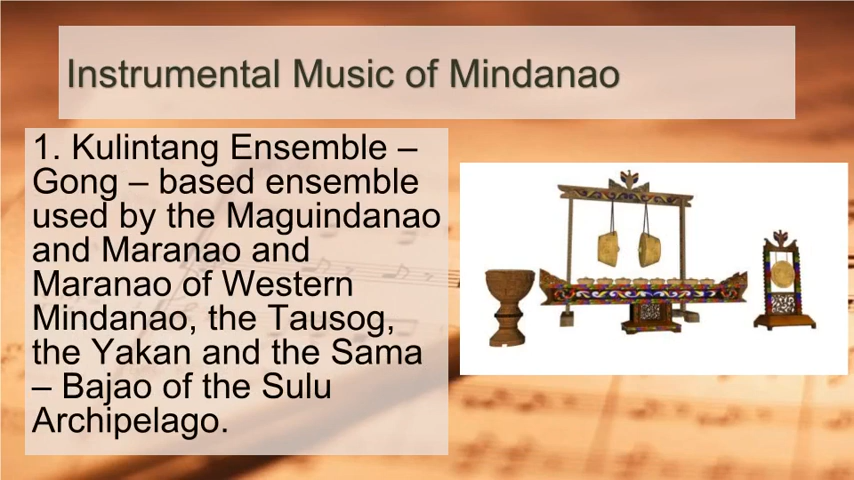 Instrumental Music of Mindanao
1. Kulintang Ensemble –
Gong – based ensemble
used by the Maguindanao
and Maranao and
Maranao of Western
Mindanao, the Tausog,
the Yakan and the Sama
– Bajao of the Sulu
Archipelago.